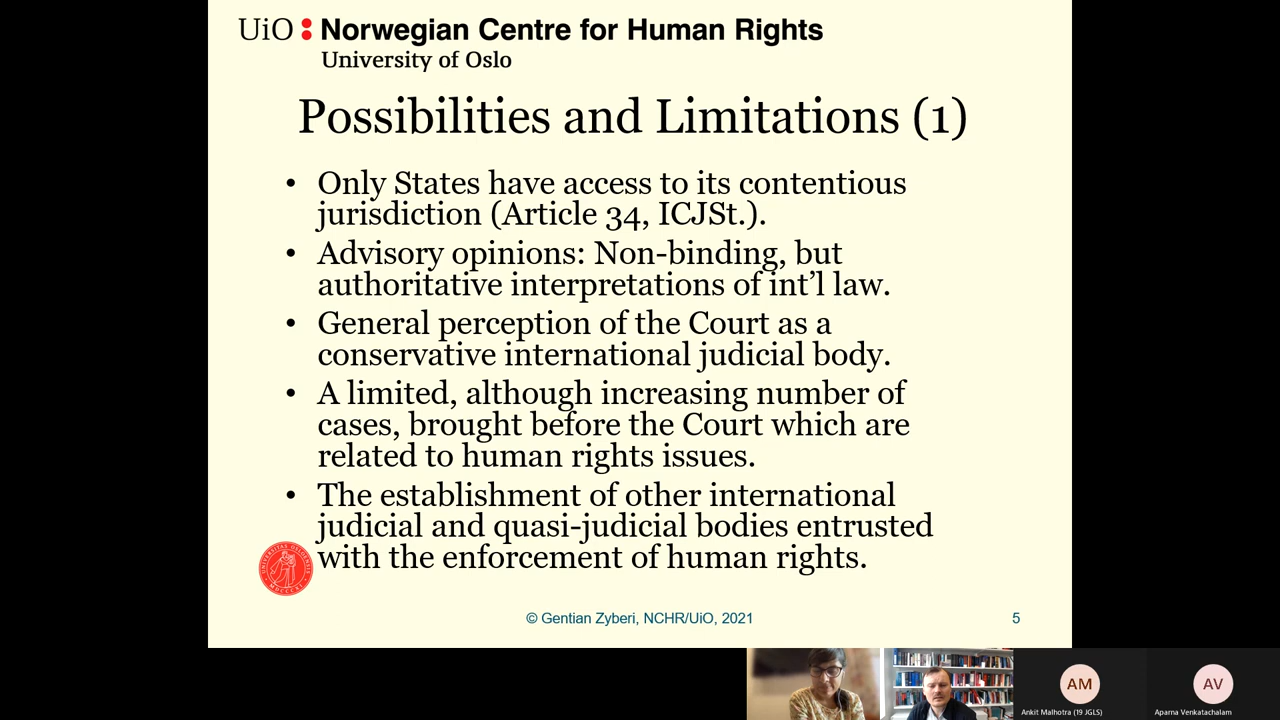 UiO : Norwegian Centre for Human Rights
University of Oslo
Possibilities and Limitations (1)
• Only States have access to its contentious
jurisdiction (Article 34, ICJSt.).
• Advisory opinions: Non-binding, but
authoritative interpretations of int'l law.
• General perception of the Court as a
conservative international judicial body.
• A limited, although increasing number of
cases, brought before the Court which are
related to human rights issues.
• The establishment of other international
judicial and quasi-judicial bodies entrusted
with the enforcement of human rights.
© Gentian Zyberi, NCHR/UiO, 2021
5
AM
AV
Ankit Malhotra (19 JGLS)
Aparna Venkatachalam